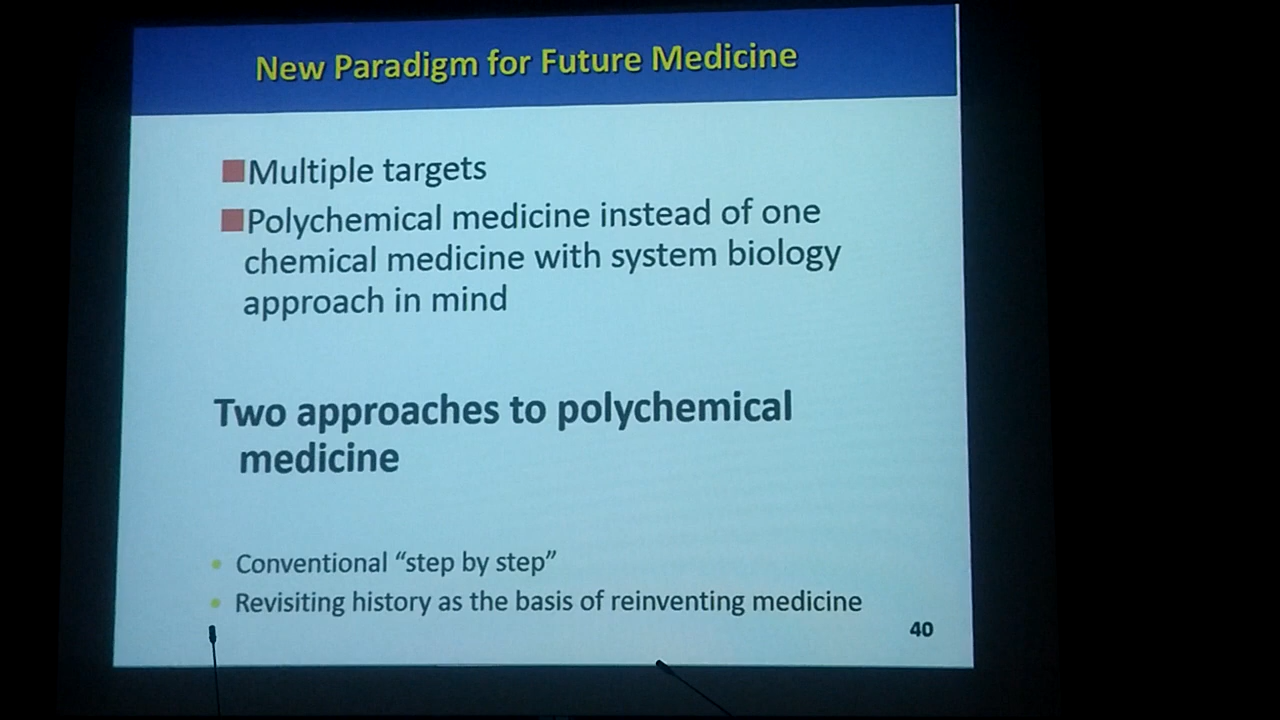 New Paradigm for Future Medicine
Multiple targets
Polychemical medicine instead of one
chemical medicine with system biology
approach in mind
Two approaches to polychemical
medicine
Conventional “step by step”
Revisiting history as the basis of reinventing medicine
40